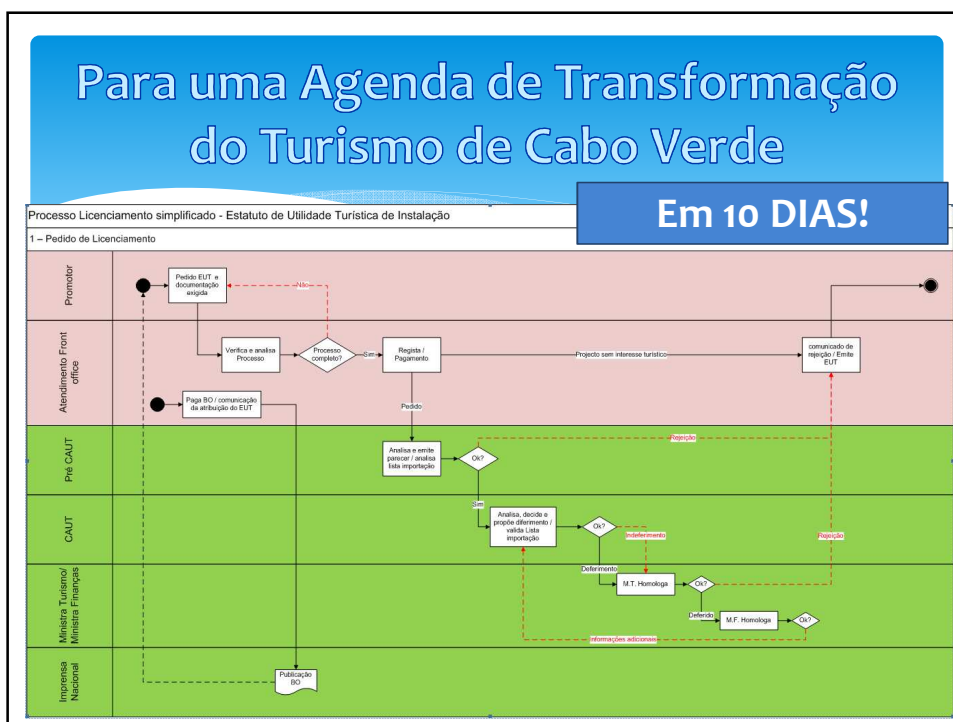 Para uma Agenda de Transformação
do Turismo de Cabo Verde
Em 10 DIAS!
Processo Licenciamento simplificado - Estatuto de Utilidade Turística de Instalação
1 – Pedido de Licenciamento
Promotor
Pedido EUT e
documentação
exigida
Não
Atendimento Front
office
Verifica e analisa
Processo
Processo
completo?
Sim
Regista /
Pagamento
Projecto sem interesse turístico
comunicado de
rejeição / Emite
EUT
Paga BO / comunicação
da atribuição do EUT
Pedido
Pré CAUT
Analisa e emite
parecer / analisa
lista importação
Ok?
Rejeição
Sim
CAUT
Analisa, decide e
propõe diferimento /
valida Lista
importação
Ok?
Indeferimento
Rejeição
Deferimento
Ministra Turismo/
Ministra Finanças
M.T. Homologa
Ok?
Deferido
M.F. Homologa
Ok?
Informações adicionais
Imprensa
Nacional
Publicação
BO